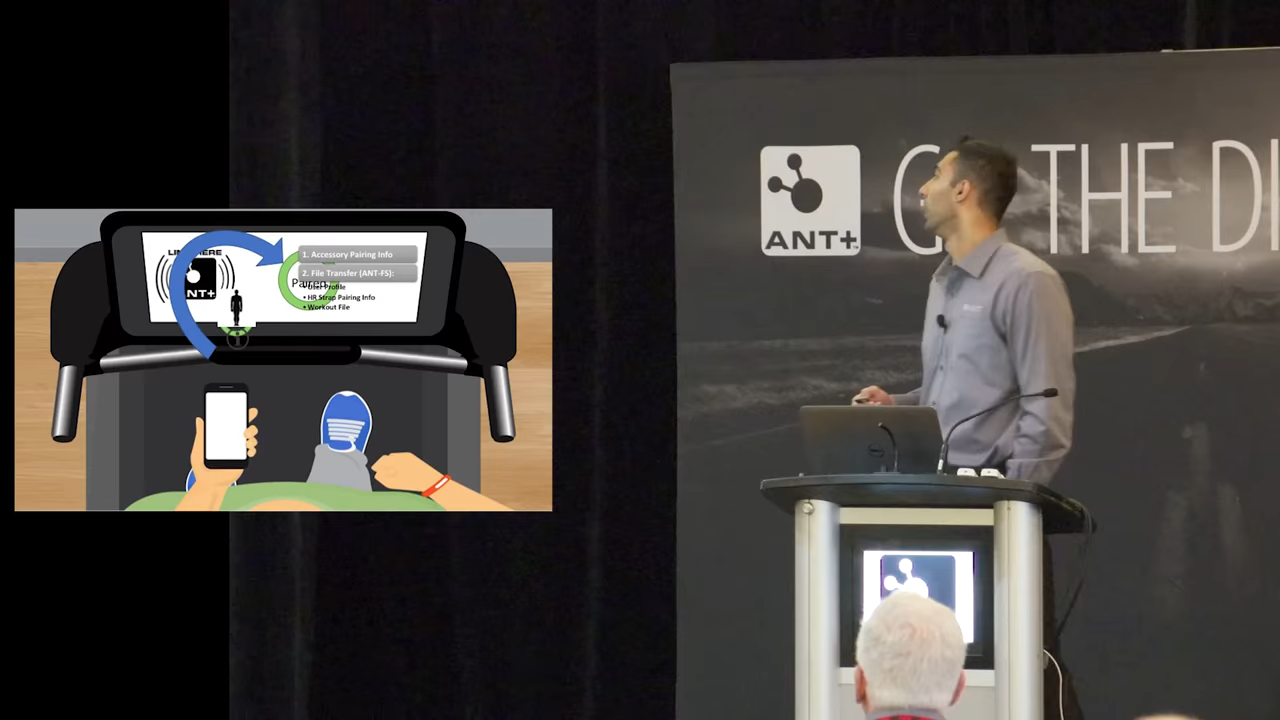 1. Accessory Pairing Info
2. File Transfer (ANT-FS):
• User Profile
• HR Strap Pairing Info
• Workout File
ANT+
THE DI